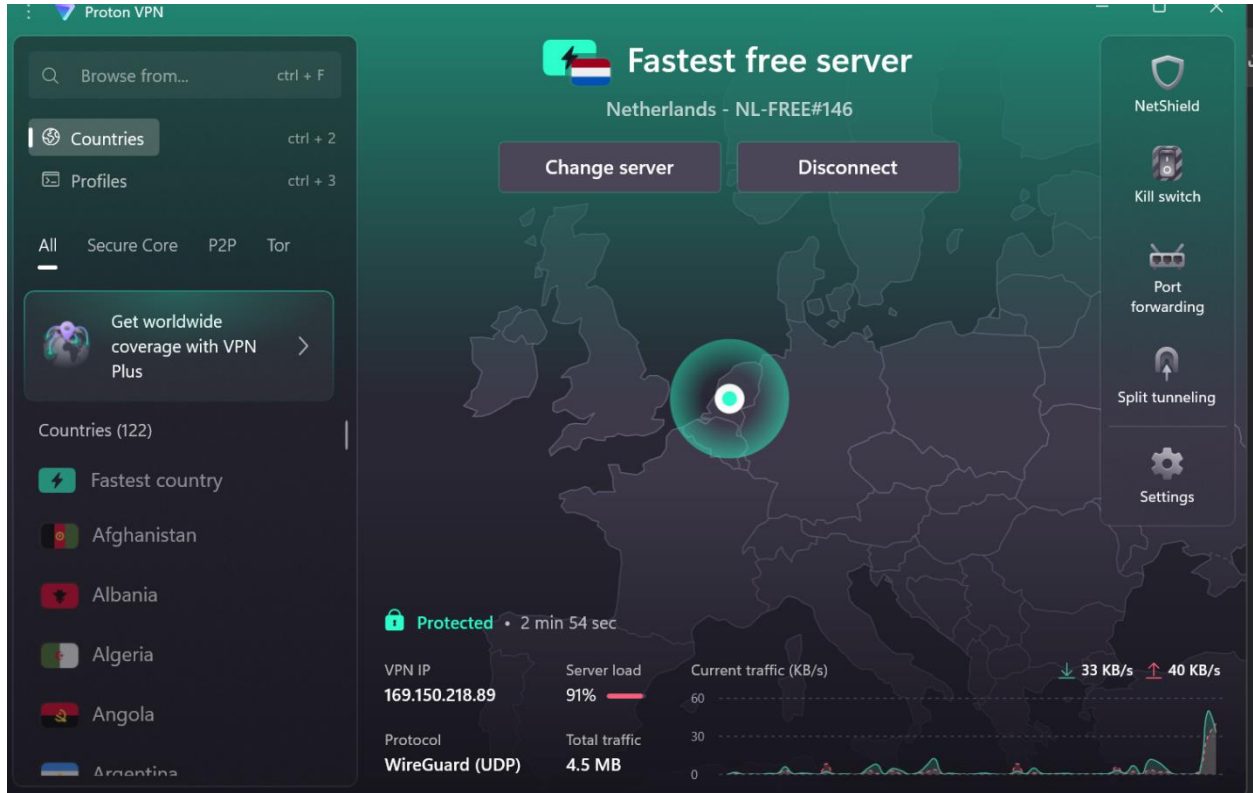 Proton VPN
Browse from... ctrl + F
Countries ctrl + 2
Profiles ctrl + 3
All Secure Core P2P Tor
Get worldwide
coverage with VPN
Plus
Countries (122)
Fastest country
Afghanistan
Albania
Algeria
Angola
Argentina
Fastest free server
Netherlands - NL-FREE#146
Change server Disconnect
Protected • 2 min 54 sec
VPN IP
169.150.218.89
Server load
91%
Protocol
WireGuard (UDP)
Total traffic
4.5 MB
Current traffic (KB/s) 33 KB/s 40 KB/s
60
30
0
NetShield
Kill switch
Port
forwarding
Split tunneling
Settings